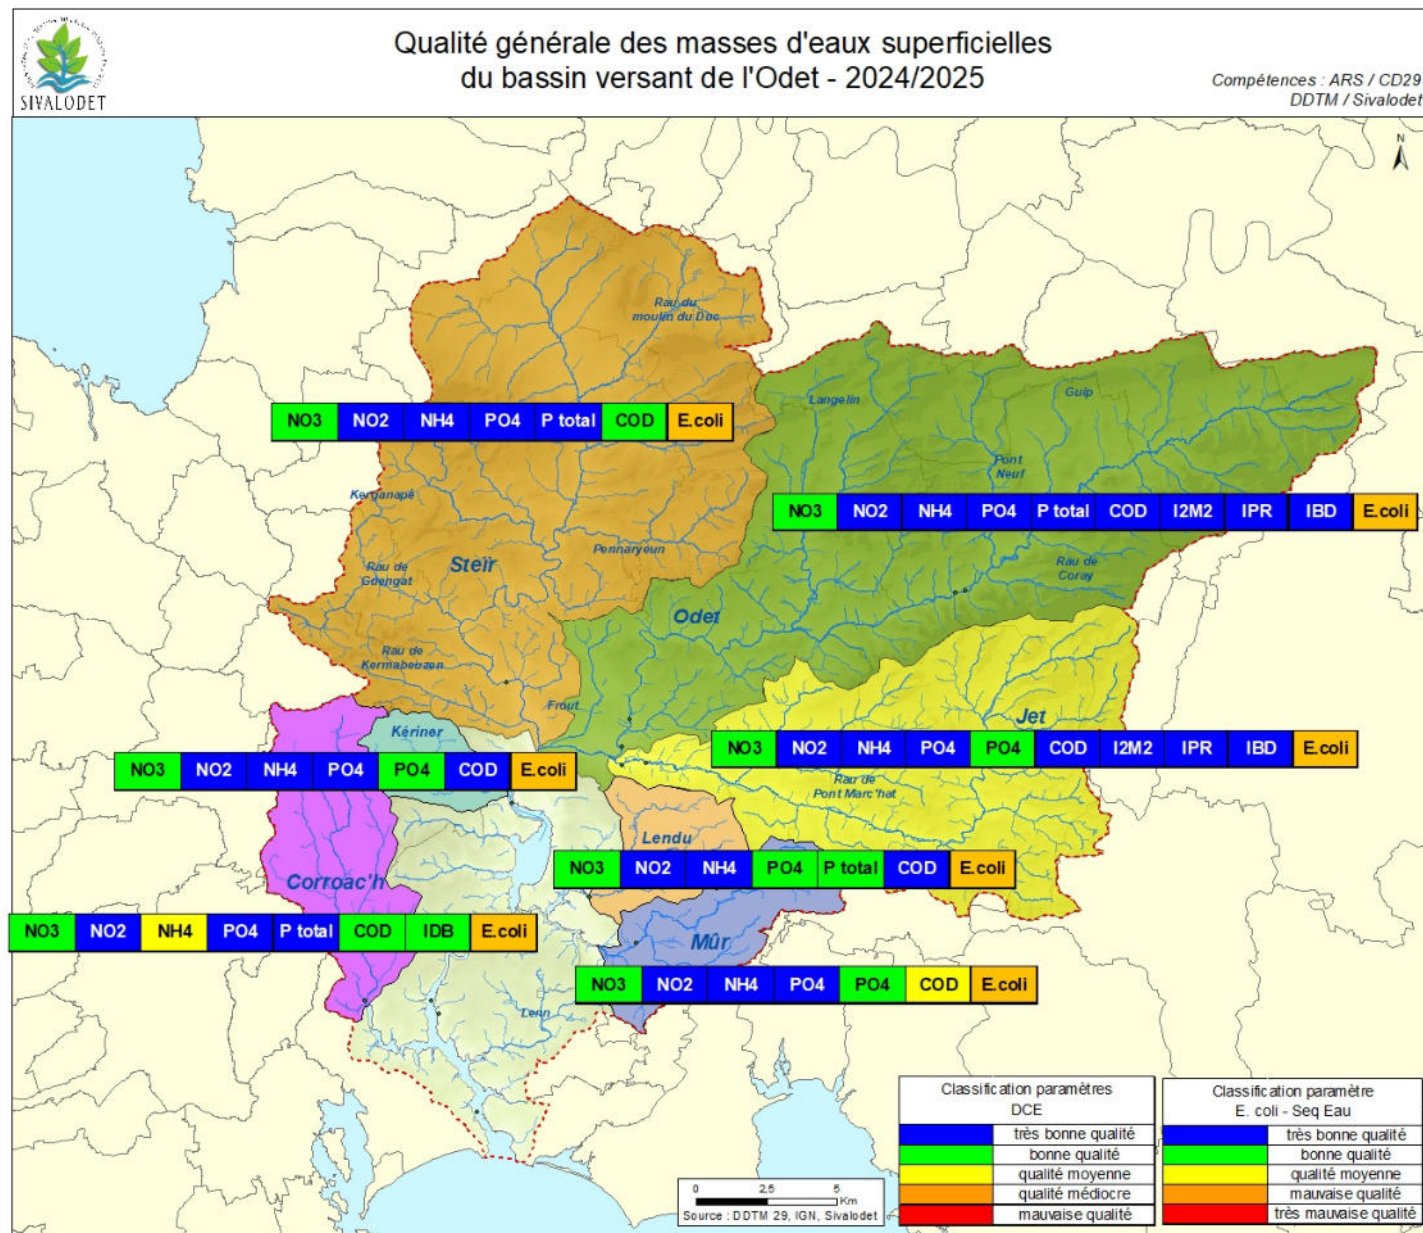 SIVALODET
Qualité générale des masses d'eaux superficielles
du bassin versant de l'Odet - 2024/2025
Compétences : ARS / CD29
DDTM / Sivalodet
N
Rau du
moulin du Duc
Langelin
Guip
NO3 NO2 NH4 PO4 P total COD E.coli
Pont
Neuf
Kerganapé
NO3 NO2 NH4 PO4 P total COD I2M2 IPR IBD E.coli
Pennaryeun
Steïr
Rau de
Guengat
Rau de
Coray
Odet
Rau de
Kermabeuzen
Frout
Jet
Kériner
NO3 NO2 NH4 PO4 PO4 COD I2M2 IPR IBD E.coli
NO3 NO2 NH4 PO4 PO4 COD E.coli
Rau de
Pont Marc'hat
Lendu
NO3 NO2 NH4 PO4 P total COD E.coli
Corroac'h
NO3 NO2 NH4 PO4 P total COD IDB E.coli
Mûr
NO3 NO2 NH4 PO4 PO4 COD E.coli
Lenn
Classification paramètres
DCE
très bonne qualité
bonne qualité
qualité moyenne
qualité médiocre
mauvaise qualité
Classification paramètre
E. coli - Seq Eau
très bonne qualité
bonne qualité
qualité moyenne
mauvaise qualité
très mauvaise qualité
0 2,5 5
Km
Source : DDTM 29, IGN, Sivalodet